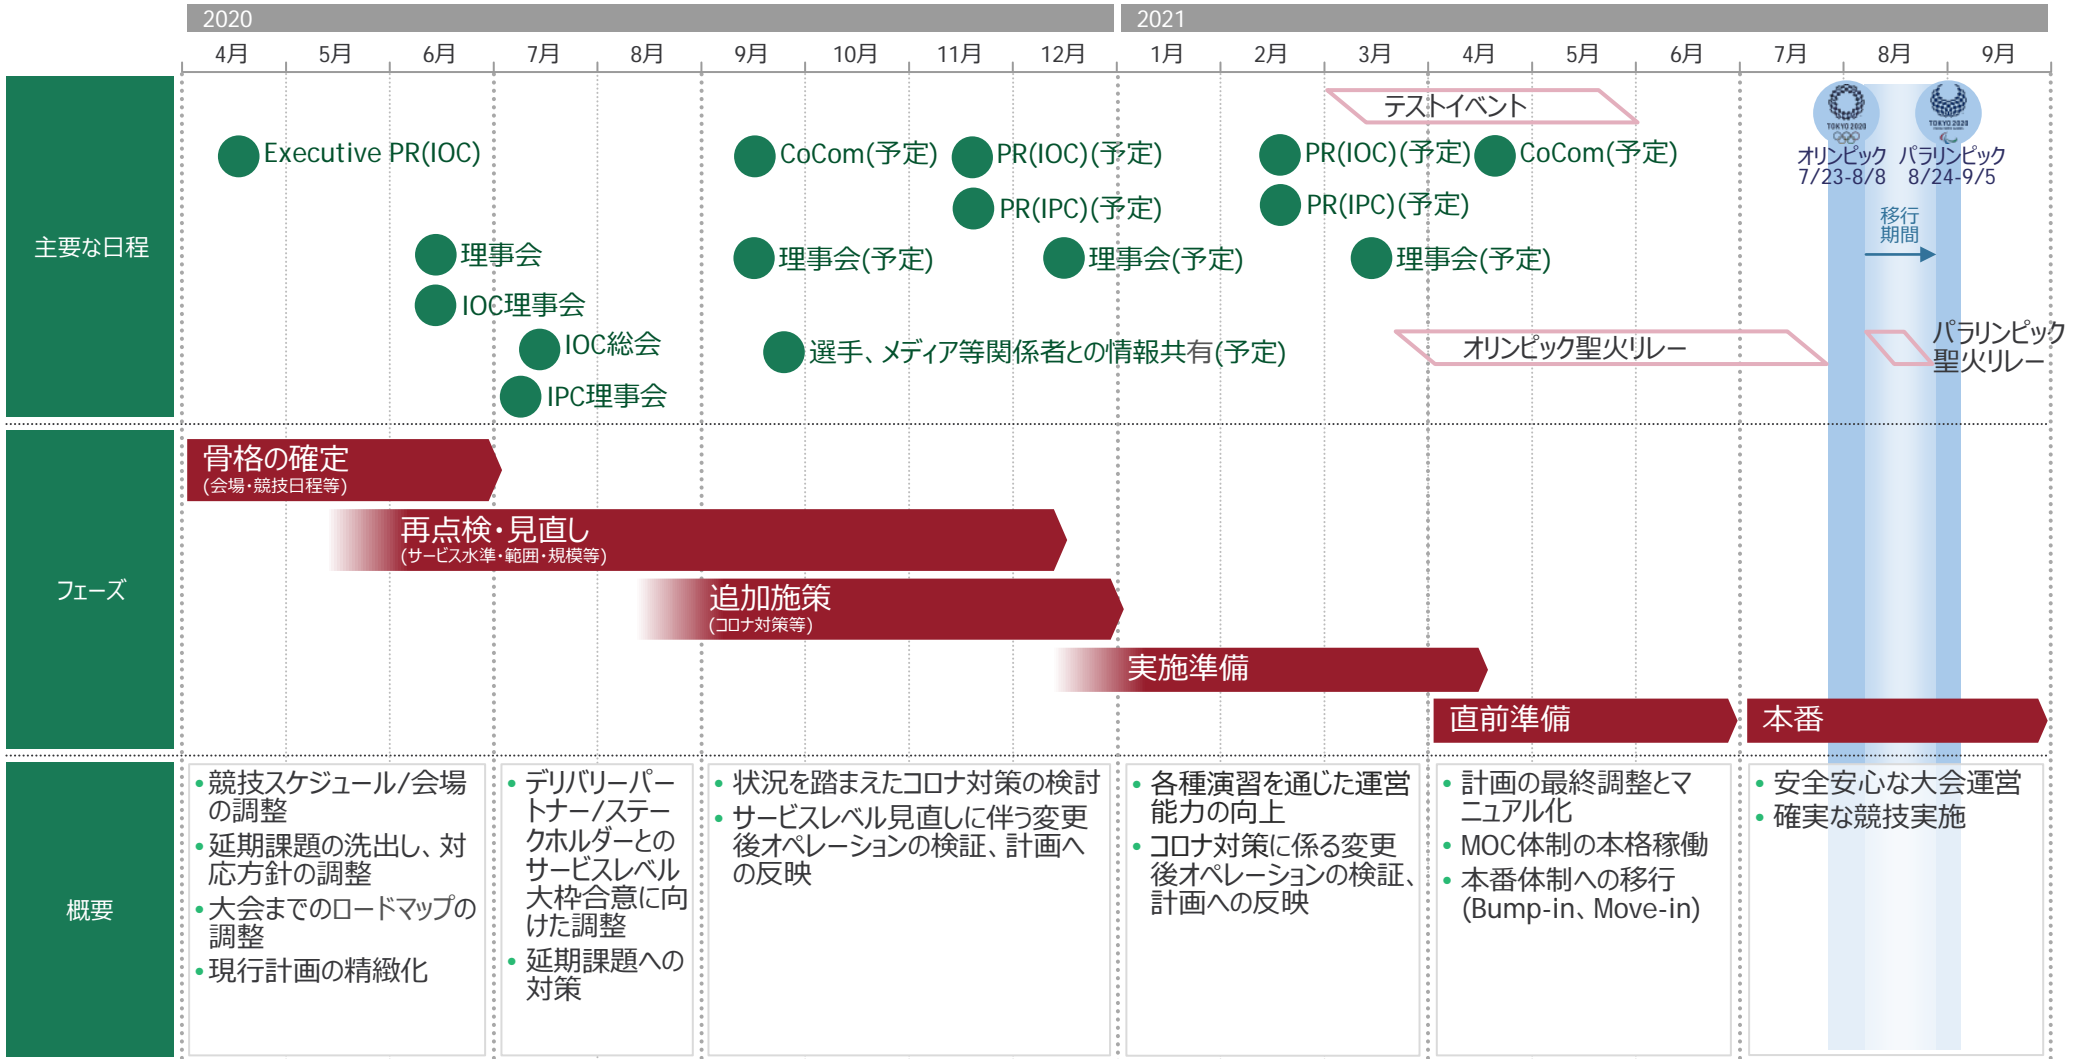 2020
2021
4月
5月
6月
7月
8月
9月
10月
11月
12月
1月
2月
3月
4月
5月
6月
7月
8月
9月
主要な日程
テストイベント
Executive PR(IOC)
CoCom(予定)
PR(IOC)(予定)
PR(IOC)(予定)
CoCom(予定)
PR(IPC)(予定)
PR(IPC)(予定)
理事会
理事会(予定)
理事会(予定)
理事会(予定)
IOC理事会
IOC総会
選手、メディア等関係者との情報共有(予定)
IPC理事会
オリンピック聖火リレー
パラリンピック
聖火リレー
TOKYO 2020
TOKYO 2020
オリンピック
7/23-8/8
パラリンピック
8/24-9/5
移行
期間
フェーズ
骨格の確定
(会場・競技日程等)
再点検・見直し
(サービス水準・範囲・規模等)
追加施策
(コロナ対策等)
実施準備
直前準備
本番
概要
•競技スケジュール/会場
の調整
•延期課題の洗出し、対
応方針の調整
•大会までのロードマップの
調整
•現行計画の精緻化
•デリバリーパー
トナー/ステー
クホルダーとの
サービスレベル
大枠合意に向
けた調整
•延期課題への
対策
•状況を踏まえたコロナ対策の検討
•サービスレベル見直しに伴う変更
後オペレーションの検証、計画へ
の反映
•各種演習を通じた運営
能力の向上
•コロナ対策に係る変更
後オペレーションの検証、
計画への反映
•計画の最終調整とマ
ニュアル化
•MOC体制の本格稼働
•本番体制への移行
(Bump-in、Move-in)
•安全安心な大会運営
•確実な競技実施